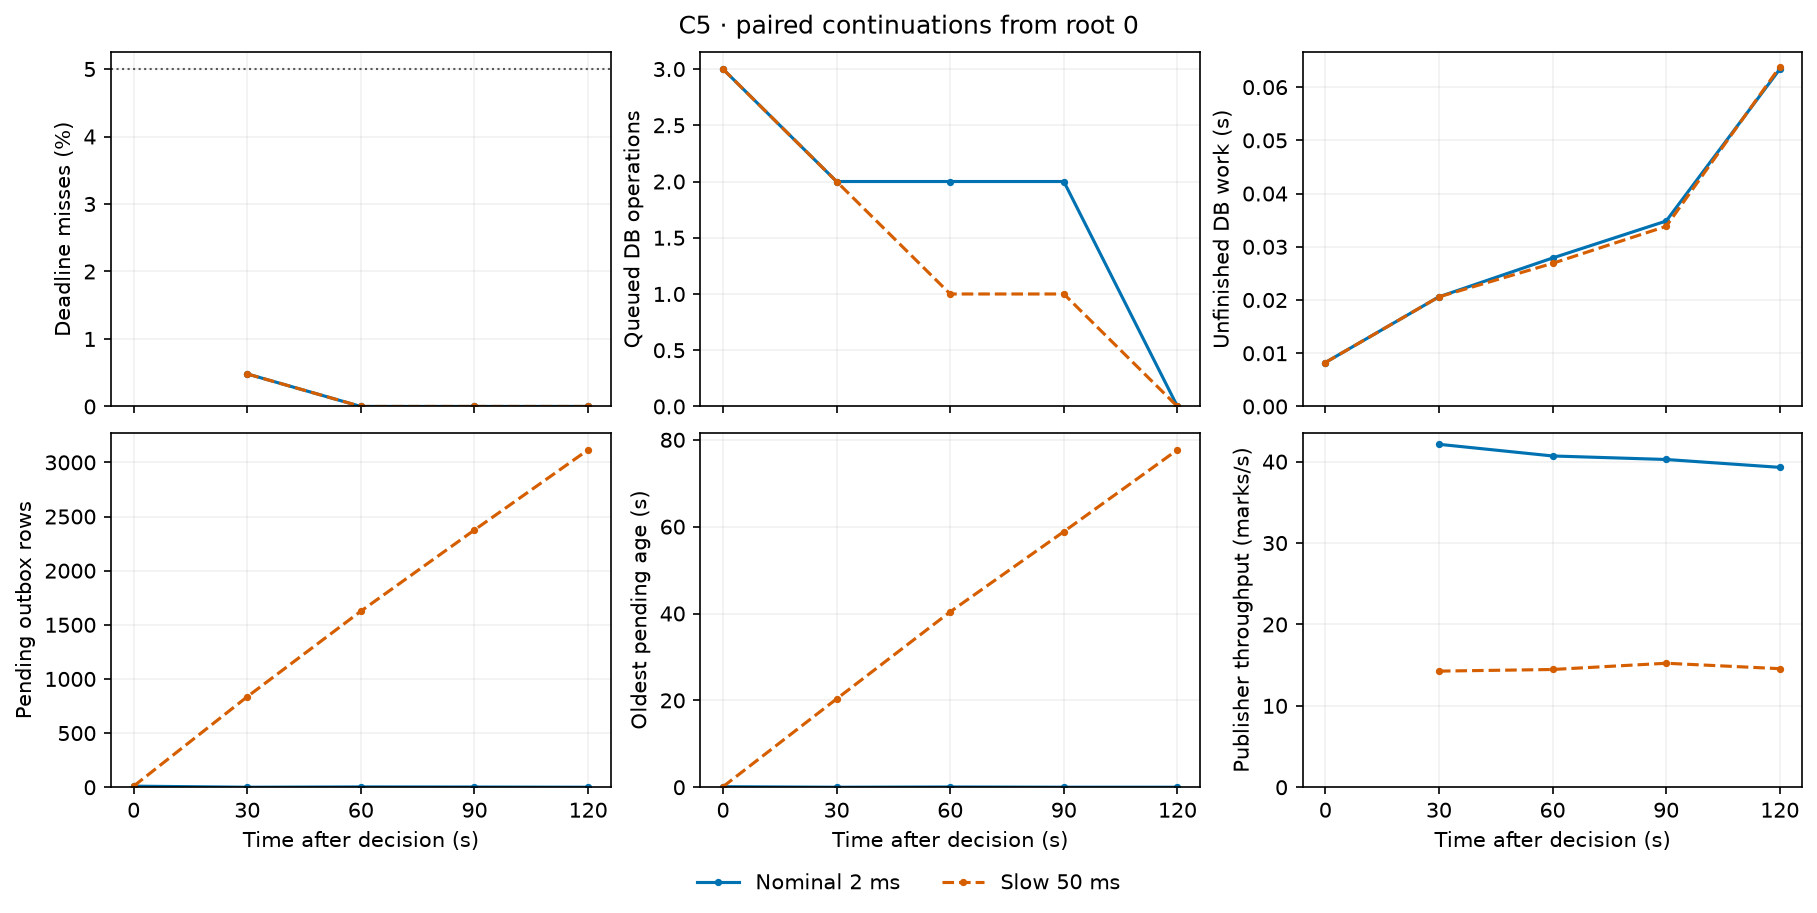 C5 · paired continuations from root 0
Deadline misses (%)
5
4
3
2
1
0
Queued DB operations
3.0
2.5
2.0
1.5
1.0
0.5
0.0
Unfinished DB work (s)
0.06
0.05
0.04
0.03
0.02
0.01
0.00
Pending outbox rows
3000
2500
2000
1500
1000
500
0
0 30 60 90 120
Time after decision (s)
Oldest pending age (s)
80
60
40
20
0
0 30 60 90 120
Time after decision (s)
Publisher throughput (marks/s)
40
30
20
10
0
0 30 60 90 120
Time after decision (s)
Nominal 2 ms
Slow 50 ms